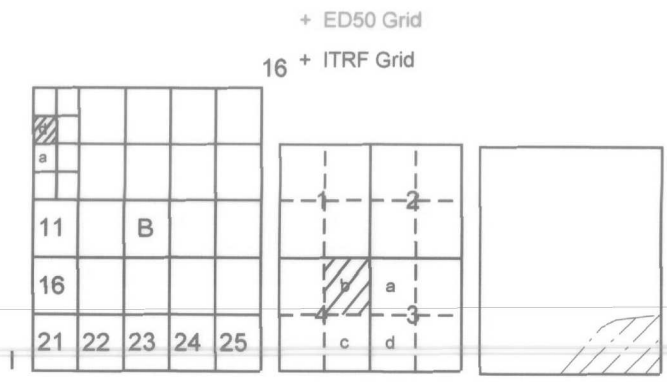 + ED50 Grid
16 + ITRF Grid
d
a
11 B
16
21 22 23 24 25
1 2
b a
4 3
c d